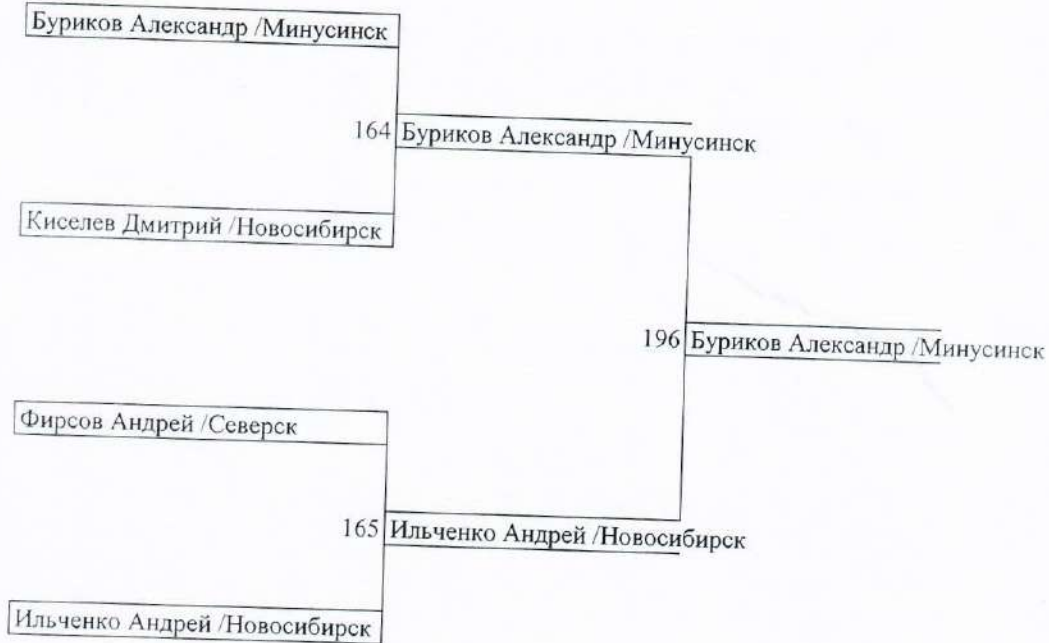 Буриков Александр /Минусинск
164 Буриков Александр /Минусинск
Киселев Дмитрий /Новосибирск
196 Буриков Александр /Минусинск
Фирсов Андрей /Северск
165 Ильченко Андрей /Новосибирск
Ильченко Андрей /Новосибирск